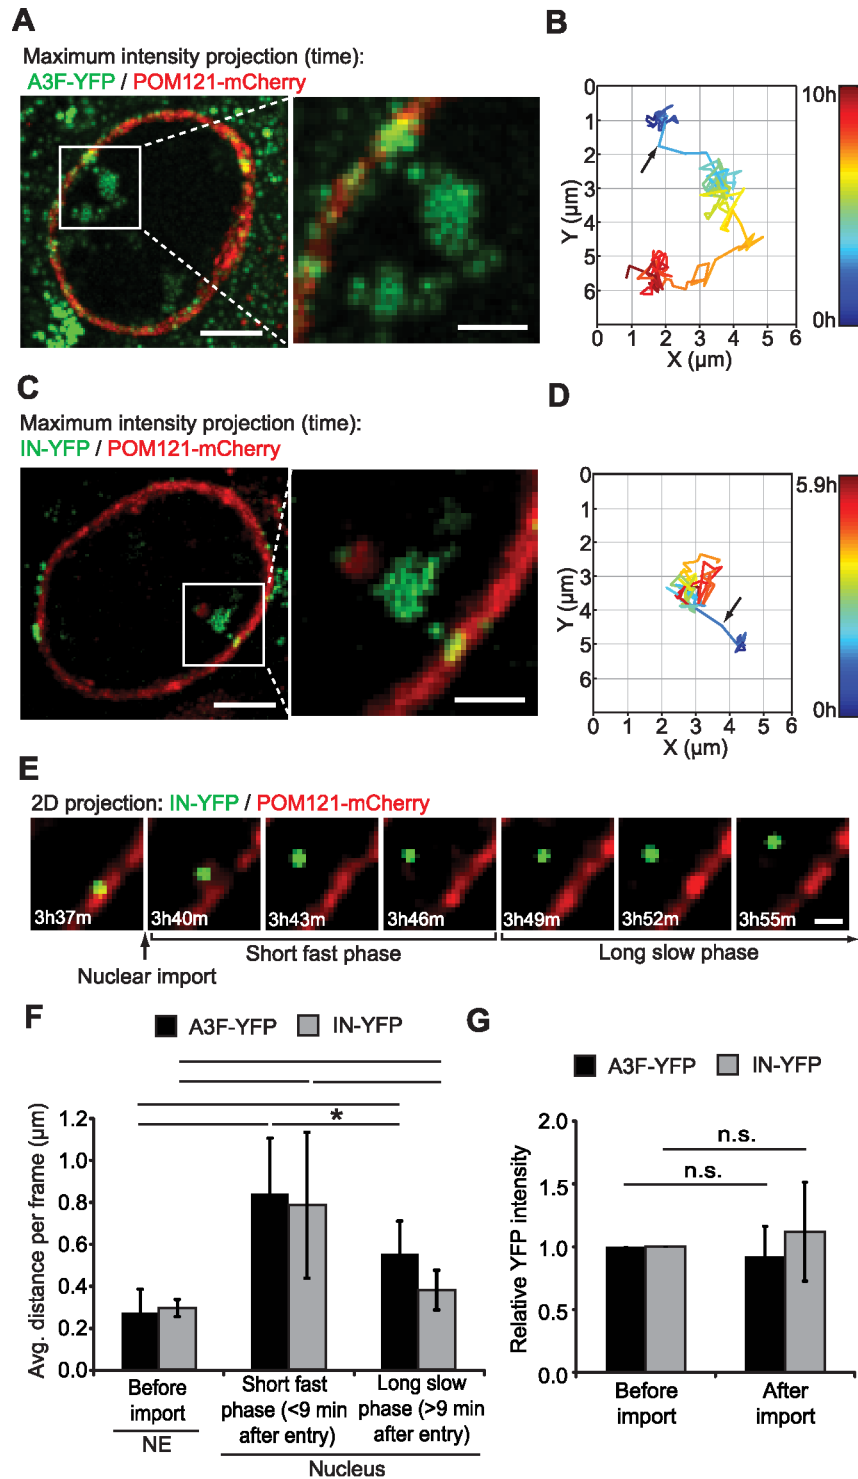 A
Maximum intensity projection (time):
A3F-YFP / POM121-mCherry
B
0
1
2
3
4
5
6
Y (µm)
0 1 2 3 4 5 6
X (µm)
10h
0h
C
Maximum intensity projection (time):
IN-YFP / POM121-mCherry
D
0
1
2
3
4
5
6
Y (µm)
0 1 2 3 4 5 6
X (µm)
5.9h
0h
E
2D projection: IN-YFP / POM121-mCherry
3h37m 3h40m 3h43m 3h46m 3h49m 3h52m 3h55m
Short fast phase
Long slow phase
Nuclear import
F
A3F-YFP IN-YFP
*
1.2
1.0
0.8
0.6
0.4
0.2
0.0
Avg. distance per frame (µm)
Before import
Short fast phase (<9 min after entry)
Long slow phase (>9 min after entry)
NE
Nucleus
G
A3F-YFP IN-YFP
n.s.
n.s.
2.0
1.5
1.0
0.5
0.0
Relative YFP intensity
Before import
After import